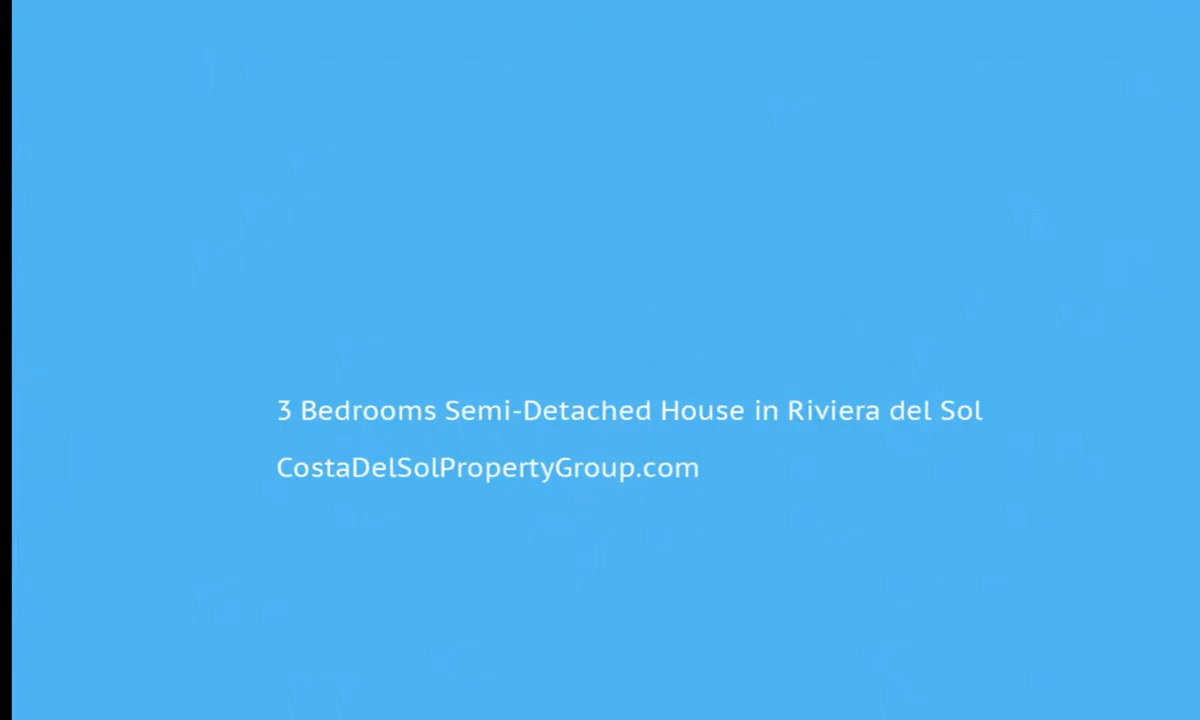 3 Bedrooms Semi-Detached House in Riviera del Sol
CostaDelSolPropertyGroup.com